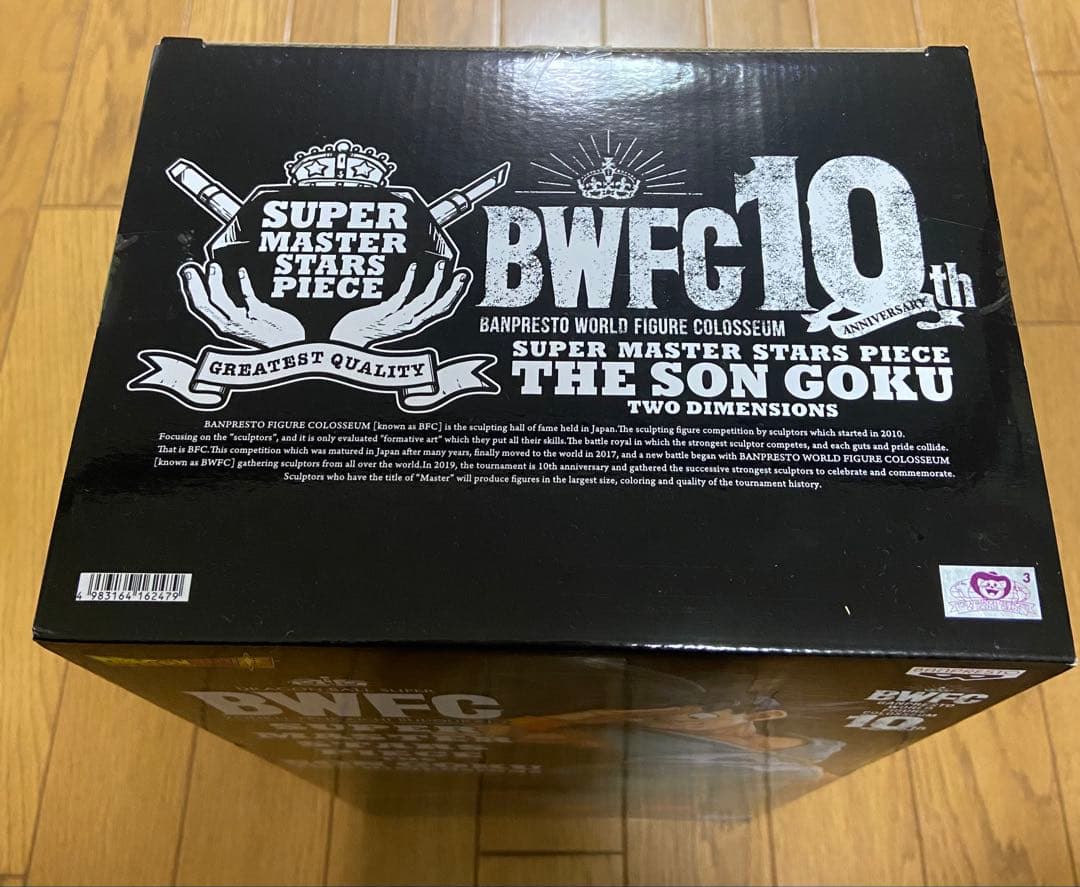 SUPER
MASTER
STARS
PIECE
GREATEST QUALITY
BWFC 10th
ANNIVERSARY
BANPRESTO WORLD FIGURE COLOSSEUM
SUPER MASTER STARS PIECE
THE SON GOKU
TWO DIMENSIONS
BANPRESTO FIGURE COLOSSEUM [known as BFC] is the sculpting hall of fame held in Japan.The sculpting figure competition by sculptors which started in 2010.
Focusing on the "sculptors", and it is only evaluated "formative art" which they put all their skills.The battle royal in which the strongest sculptor competes, and each guts and pride collide.
That is BFC.This competition which was matured in Japan after many years, finally moved to the world in 2017, and a new battle began with BANPRESTO WORLD FIGURE COLOSSEUM
[known as BWFC] gathering sculptors from all over the world.In 2019, the tournament is 10th anniversary and gathered the successive strongest sculptors to celebrate and commemorate.
Sculptors who have the title of "Master" will produce figures in the largest size, coloring and quality of the tournament history.
4 983164 162479
3
BANPRESTO
BWFC
BWFC
10th